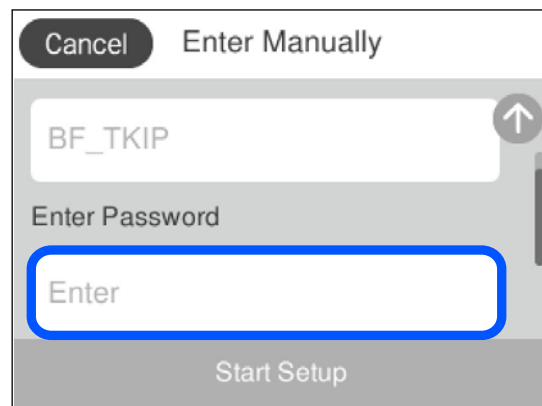 Cancel Enter Manually
BF_TKIP
Enter Password
Enter
Start Setup